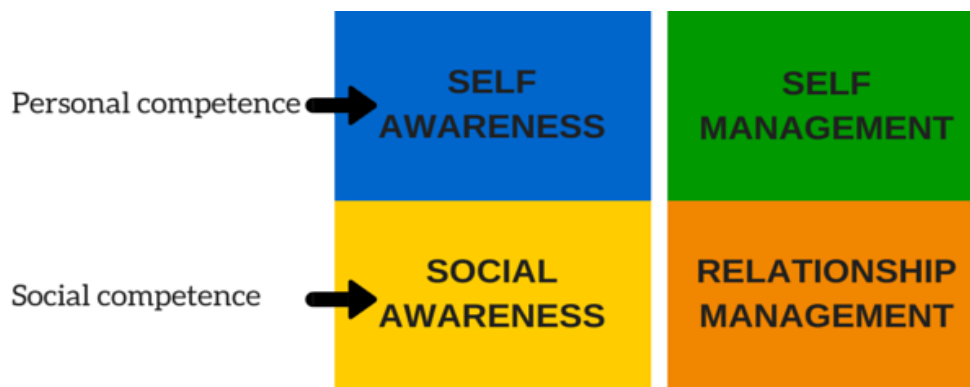 Personal competence
SELF
AWARENESS
SELF
MANAGEMENT
Social competence
SOCIAL
AWARENESS
RELATIONSHIP
MANAGEMENT